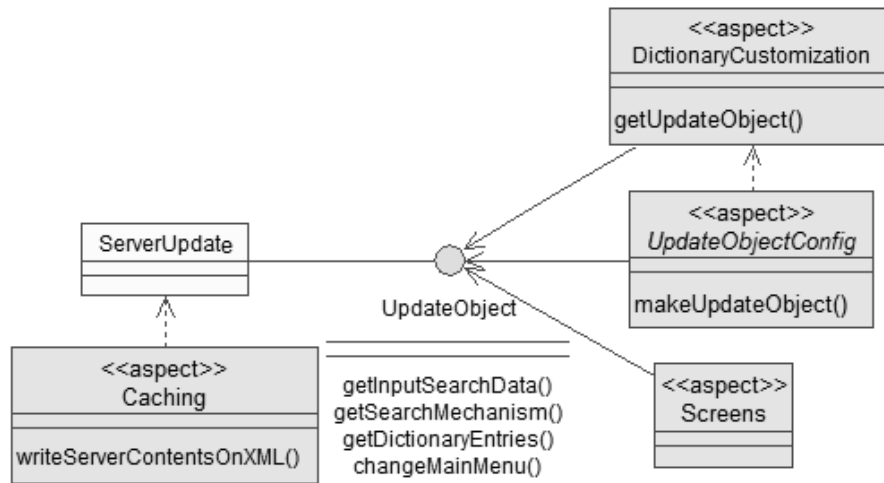 <<aspect>>
DictionaryCustomization
getUpdateObject()
<<aspect>>
UpdateObjectConfig
makeUpdateObject()
ServerUpdate
UpdateObject
getInputSearchData()
getSearchMechanism()
getDictionaryEntries()
changeMainMenu()
<<aspect>>
Caching
writeServerContentsOnXML()
<<aspect>>
Screens